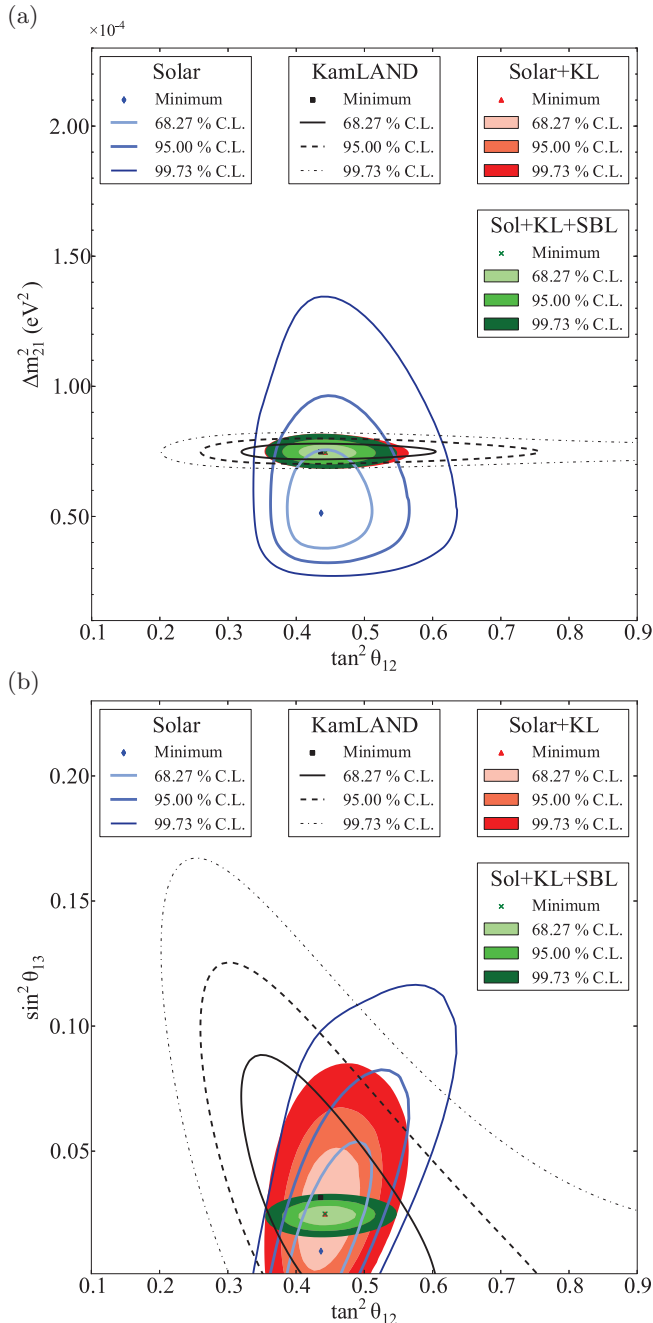 (a)
×10⁻⁴
Solar
Minimum
68.27 % C.L.
95.00 % C.L.
99.73 % C.L.
KamLAND
Minimum
68.27 % C.L.
95.00 % C.L.
99.73 % C.L.
Solar+KL
Minimum
68.27 % C.L.
95.00 % C.L.
99.73 % C.L.
Sol+KL+SBL
Minimum
68.27 % C.L.
95.00 % C.L.
99.73 % C.L.
2.00
1.50
1.00
0.50
Δm²₂₁ (eV²)
0.1 0.2 0.3 0.4 0.5 0.6 0.7 0.8 0.9
tan² θ₁₂
(b)
Solar
Minimum
68.27 % C.L.
95.00 % C.L.
99.73 % C.L.
KamLAND
Minimum
68.27 % C.L.
95.00 % C.L.
99.73 % C.L.
Solar+KL
Minimum
68.27 % C.L.
95.00 % C.L.
99.73 % C.L.
Sol+KL+SBL
Minimum
68.27 % C.L.
95.00 % C.L.
99.73 % C.L.
0.20
0.15
0.10
0.05
sin² θ₁₃
0.1 0.2 0.3 0.4 0.5 0.6 0.7 0.8 0.9
tan² θ₁₂